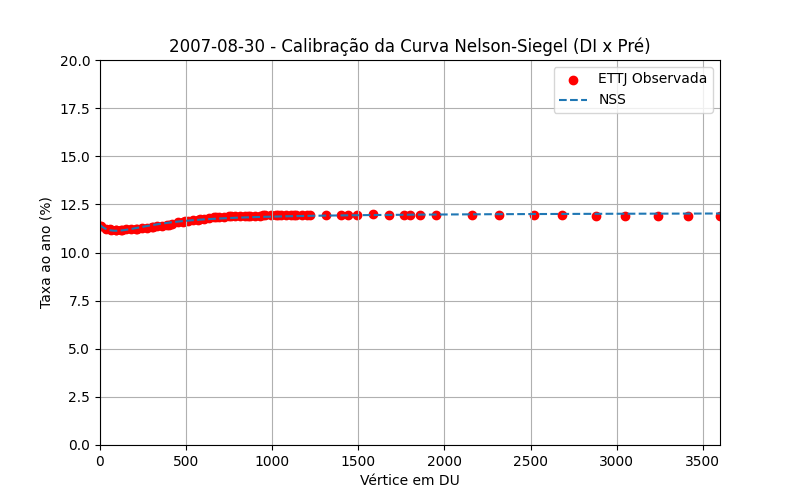 2007-08-30 - Calibração da Curva Nelson-Siegel (DI x Pré)
20.0
17.5
15.0
12.5
10.0
7.5
5.0
2.5
0.0
Taxa ao ano (%)
ETTJ Observada
NSS
0 500 1000 1500 2000 2500 3000 3500
Vértice em DU